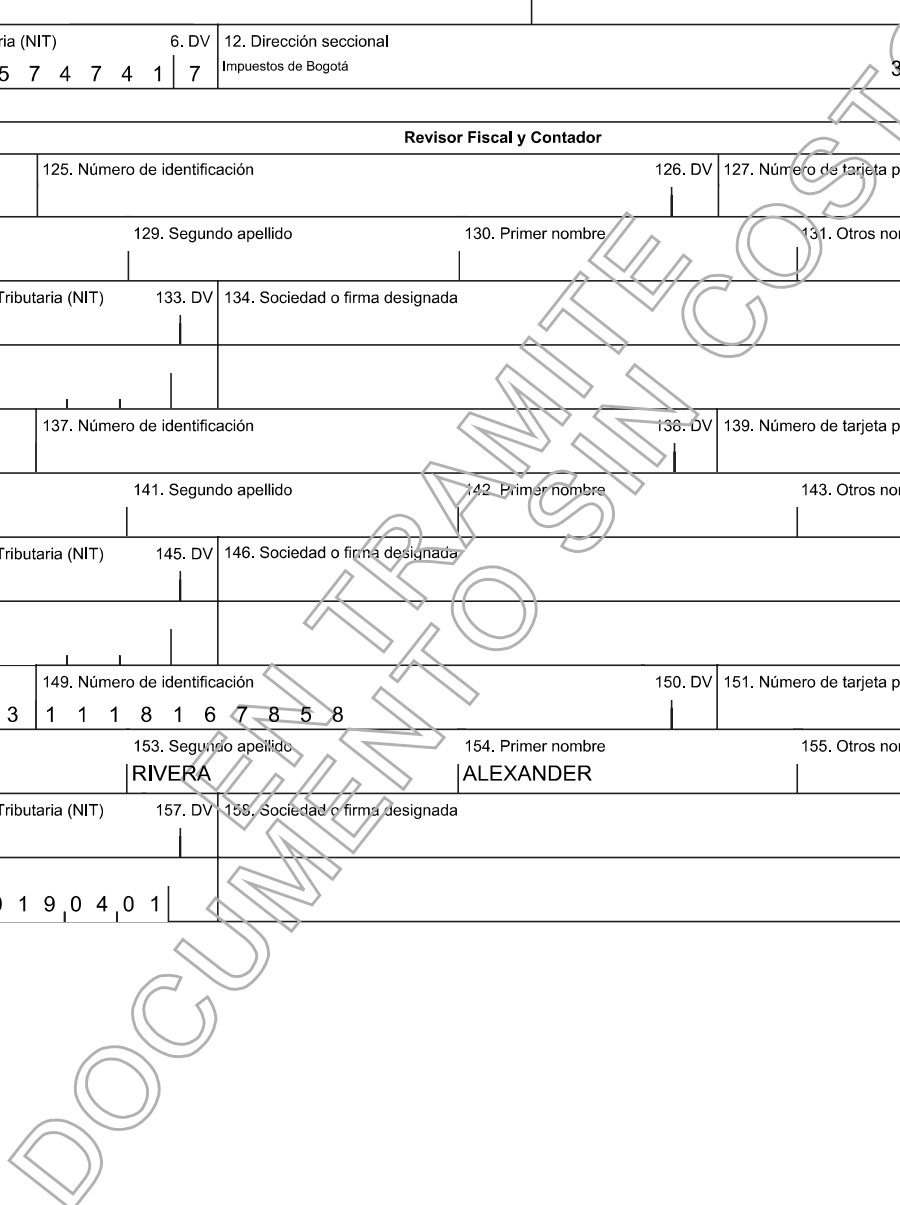 ria (NIT) 6. DV 12. Dirección seccional
5 7 4 7 4 1 7 Impuestos de Bogotá 3
Revisor Fiscal y Contador
125. Número de identificación 126. DV 127. Número de tarjeta p
129. Segundo apellido 130. Primer nombre 131. Otros nor
Tributaria (NIT) 133. DV 134. Sociedad o firma designada
137. Número de identificación 138. DV 139. Número de tarjeta p
141. Segundo apellido 142. Primer nombre 143. Otros nor
Tributaria (NIT) 145. DV 146. Sociedad o firma designada
149. Número de identificación 150. DV 151. Número de tarjeta p
3 1 1 1 8 1 6 7 8 5 8
153. Segundo apellido 154. Primer nombre 155. Otros nor
RIVERA ALEXANDER
Tributaria (NIT) 157. DV 158. Sociedad o firma designada
0 1 9 0 4 0 1
EN TRAMITE
DOCUMENTO SIN COSTO